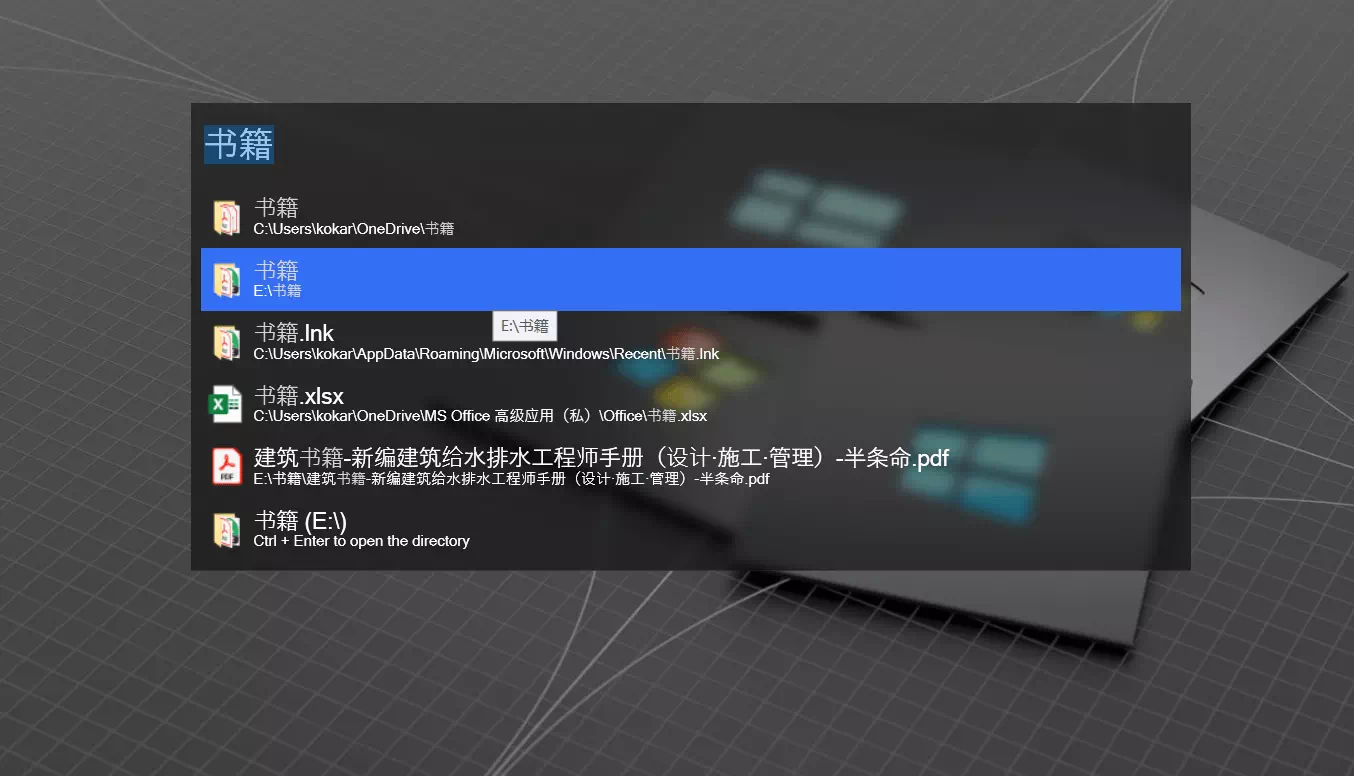 书籍
书籍
C:\Users\kokar\OneDrive\书籍
书籍
E:\书籍
E:\书籍
书籍.lnk
C:\Users\kokar\AppData\Roaming\Microsoft\Windows\Recent\书籍.lnk
书籍.xlsx
C:\Users\kokar\OneDrive\MS Office 高级应用（私）\Office\书籍.xlsx
建筑书籍-新编建筑给水排水工程师手册（设计·施工·管理）-半条命.pdf
E:\书籍\建筑书籍-新编建筑给水排水工程师手册（设计·施工·管理）-半条命.pdf
书籍 (E:\)
Ctrl + Enter to open the directory
PDF